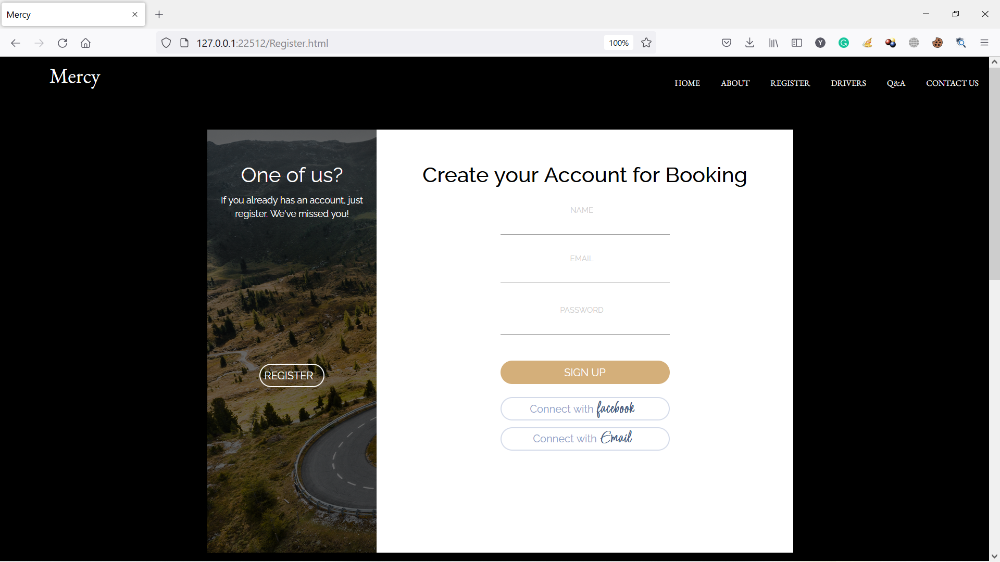 Mercy
127.0.0.1:22512/Register.html
100%
Mercy
HOME ABOUT REGISTER DRIVERS Q&A CONTACT US
One of us?
If you already has an account, just
register. We've missed you!
REGISTER
Create your Account for Booking
NAME
EMAIL
PASSWORD
SIGN UP
Connect with facebook
Connect with Email